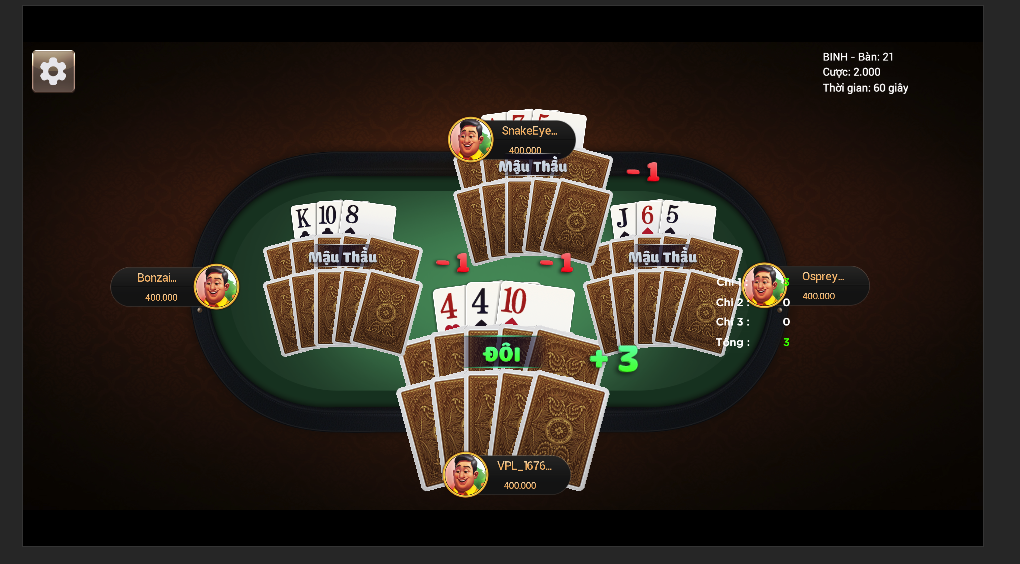 BINH - Bàn: 21
Cược: 2.000
Thời gian: 60 giây
SnakeEye...
400.000
Mậu Thầu
-1
K 10 8
Mậu Thầu
-1
-1
J 6 5
Mậu Thầu
Bonzai...
400.000
Osprey...
400.000
4 4 10
ĐÔI
+3
Chi 2 : 0
Chi 3 : 0
Tổng : 3
VPL_1676...
400.000